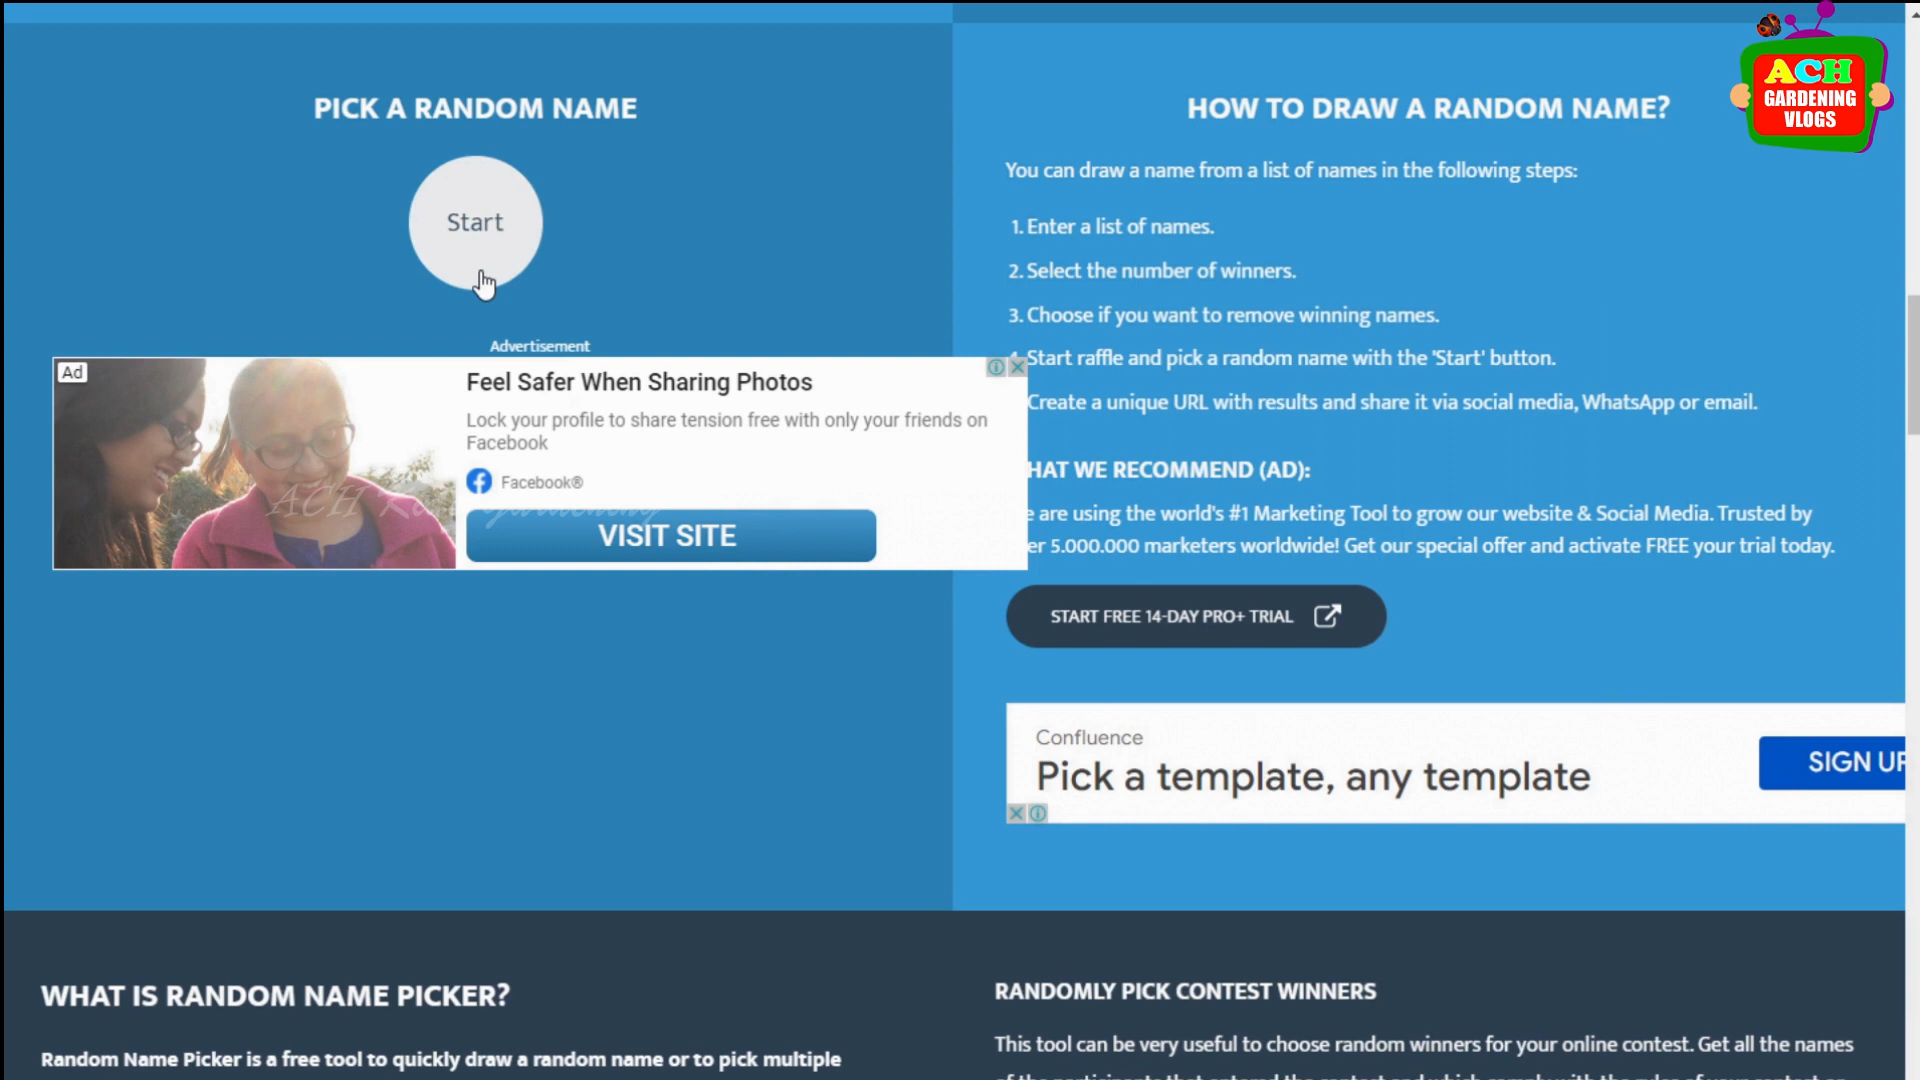 ACH
GARDENING
VLOGS
PICK A RANDOM NAME
Start
Advertisement
Ad
Feel Safer When Sharing Photos
Lock your profile to share tension free with only your friends on
Facebook
Facebook®
VISIT SITE
ACH
HOW TO DRAW A RANDOM NAME?
You can draw a name from a list of names in the following steps:
1. Enter a list of names.
2. Select the number of winners.
3. Choose if you want to remove winning names.
Start raffle and pick a random name with the 'Start' button.
Create a unique URL with results and share it via social media, WhatsApp or email.
HAT WE RECOMMEND (AD):
e are using the world's #1 Marketing Tool to grow our website & Social Media. Trusted by
er 5.000.000 marketers worldwide! Get our special offer and activate FREE your trial today.
START FREE 14-DAY PRO+ TRIAL
Confluence
Pick a template, any template
SIGN UP
WHAT IS RANDOM NAME PICKER?
Random Name Picker is a free tool to quickly draw a random name or to pick multiple
RANDOMLY PICK CONTEST WINNERS
This tool can be very useful to choose random winners for your online contest. Get all the names